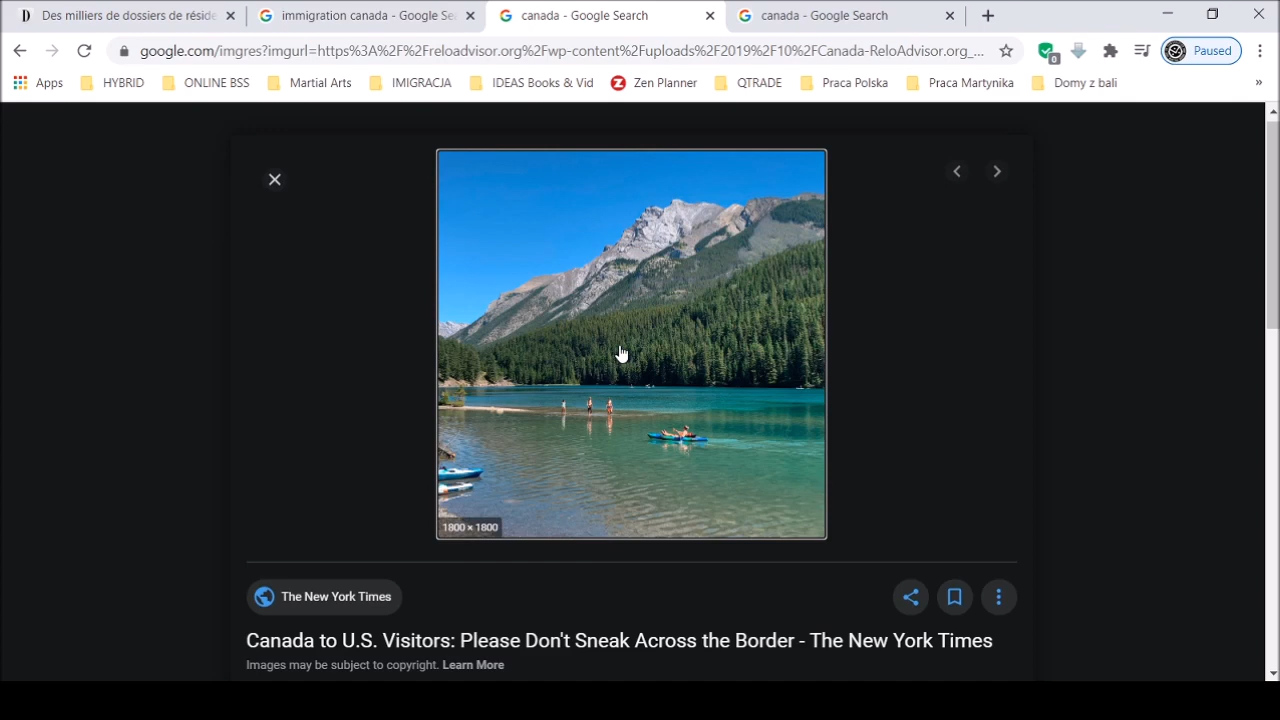 Des milliers de dossiers de réside
immigration canada - Google Se
canada - Google Search
canada - Google Search
google.com/imgres?imgurl=https%3A%2F%2Freloadvisor.org%2Fwp-content%2Fuploads%2F2019%2F10%2FCanada-ReloAdvisor.org_...
0
Paused
Apps
HYBRID
ONLINE BSS
Martial Arts
IMIGRACJA
IDEAS Books & Vid
Zen Planner
QTRADE
Praca Polska
Praca Martynika
Domy z bali
»
1800 × 1800
The New York Times
Canada to U.S. Visitors: Please Don't Sneak Across the Border - The New York Times
Images may be subject to copyright. Learn More